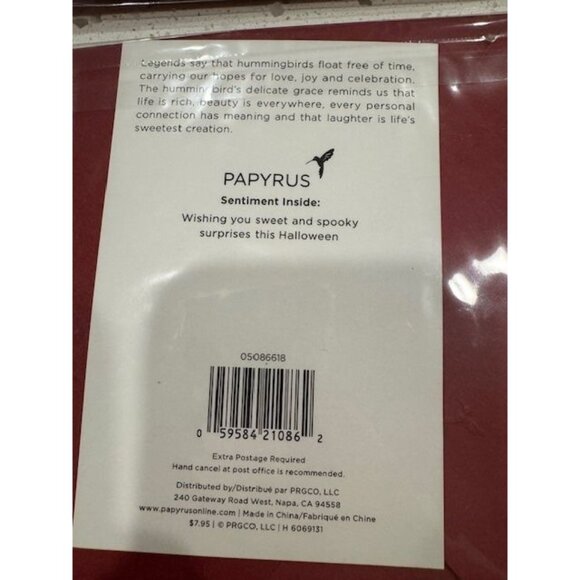 Legends say that hummingbirds float free of time,
carrying our hopes for love, joy and celebration.
The hummingbird's delicate grace reminds us that
life is rich, beauty is everywhere, every personal
connection has meaning and that laughter is life's
sweetest creation.
PAPYRUS
Sentiment Inside:
Wishing you sweet and spooky
surprises this Halloween
05086618
0 59584 21086 2
Extra Postage Required
Hand cancel at post office is recommended.
Distributed by/Distribué par PRGCO, LLC
240 Gateway Road West, Napa, CA 94558
www.papyrusonline.com | Made in China/Fabriqué en Chine
$7.95 | © PRGCO, LLC | H 6069131